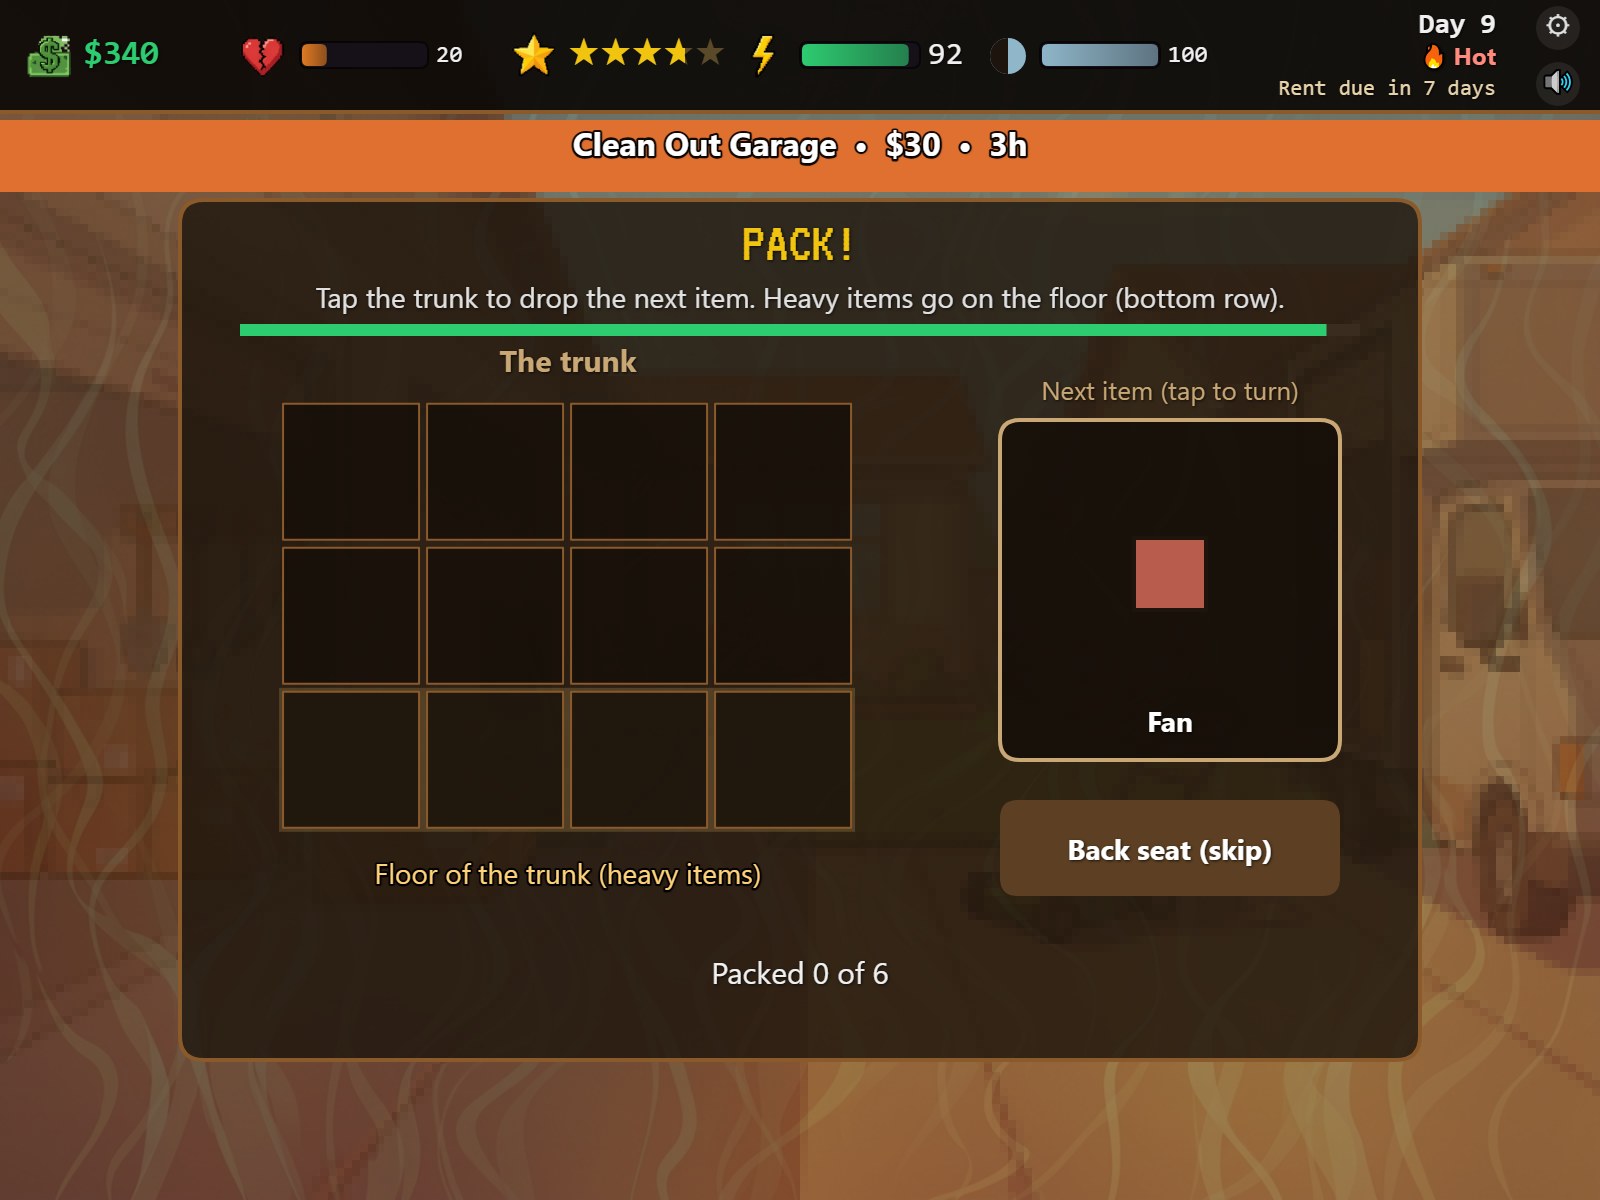 $340
20
92
100
Day 9
Hot
Rent due in 7 days
Clean Out Garage • $30 • 3h
PACK!
Tap the trunk to drop the next item. Heavy items go on the floor (bottom row).
The trunk
Next item (tap to turn)
Fan
Back seat (skip)
Floor of the trunk (heavy items)
Packed 0 of 6